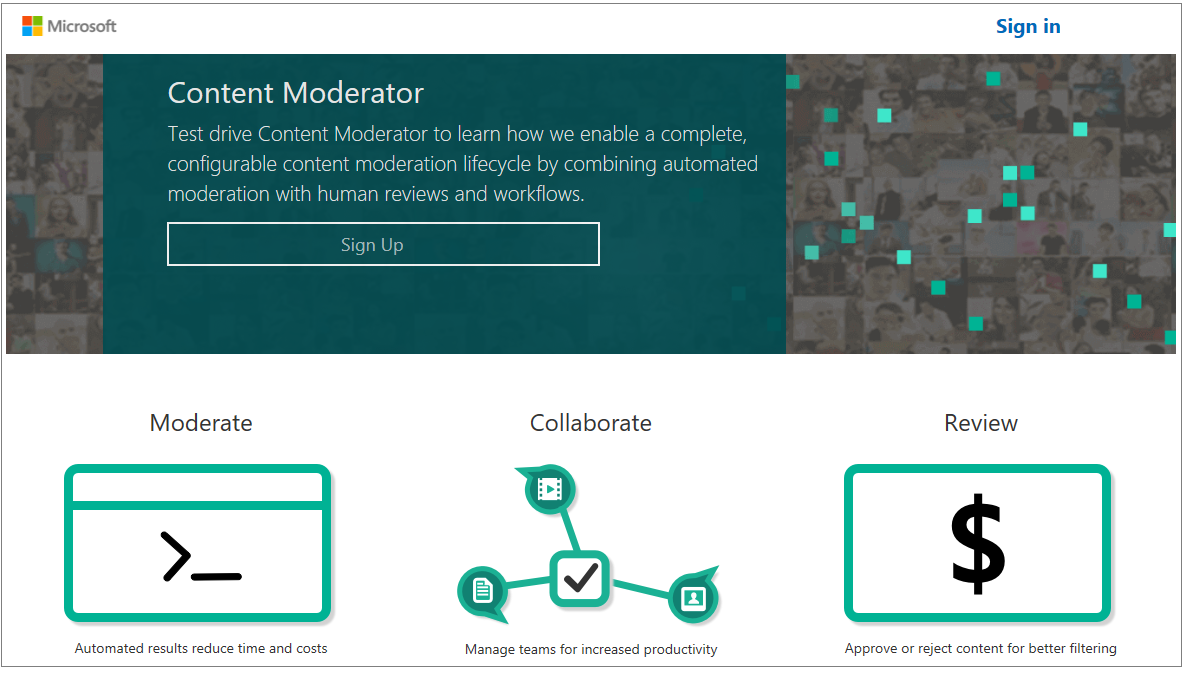 Microsoft
Sign in
Content Moderator
Test drive Content Moderator to learn how we enable a complete,
configurable content moderation lifecycle by combining automated
moderation with human reviews and workflows.
Sign Up
Moderate
Collaborate
Review
>_
$
Automated results reduce time and costs
Manage teams for increased productivity
Approve or reject content for better filtering